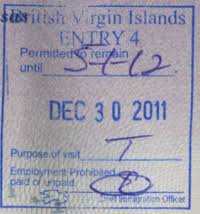 British Virgin Islands
ENTRY 4
Permitted to remain
until 5-1-12
DEC 30 2011
Purpose of visit T
Employment Prohibited
paid or unpaid
Chief Immigration Officer